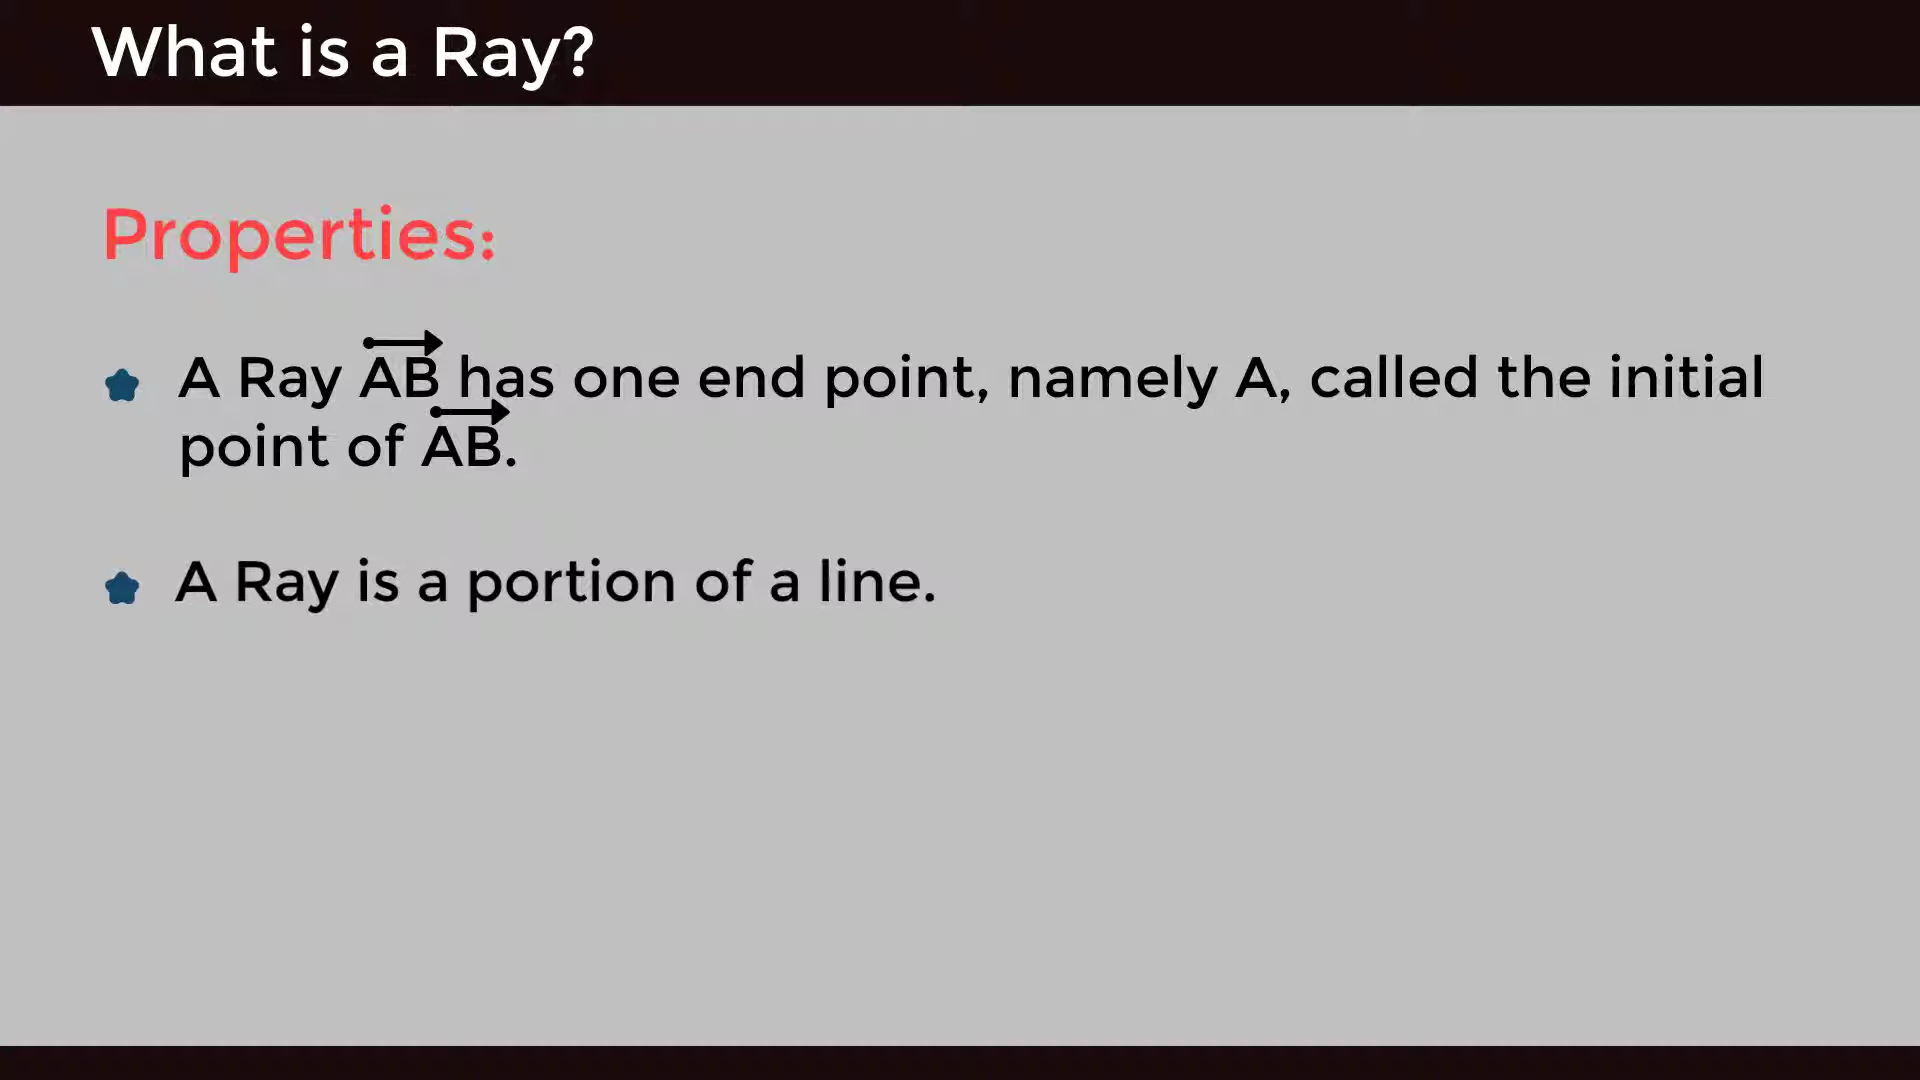 What is a Ray?
Properties:
A Ray AB has one end point, namely A, called the initial
point of AB.
A Ray is a portion of a line.